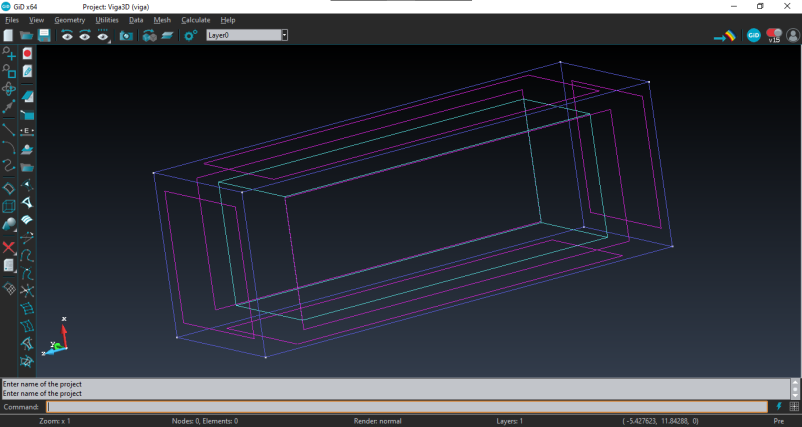 GiD x64
Project: Viga3D (viga)
Files View Geometry Utilities Data Mesh Calculate Help
Layer0
GiD
v15
E
x
y
z
Enter name of the project
Enter name of the project
Command:
Zoom: x 1
Nodes: 0, Elements: 0
Render: normal
Layers: 1
( -5.427623, 11.84288, 0)
Pre